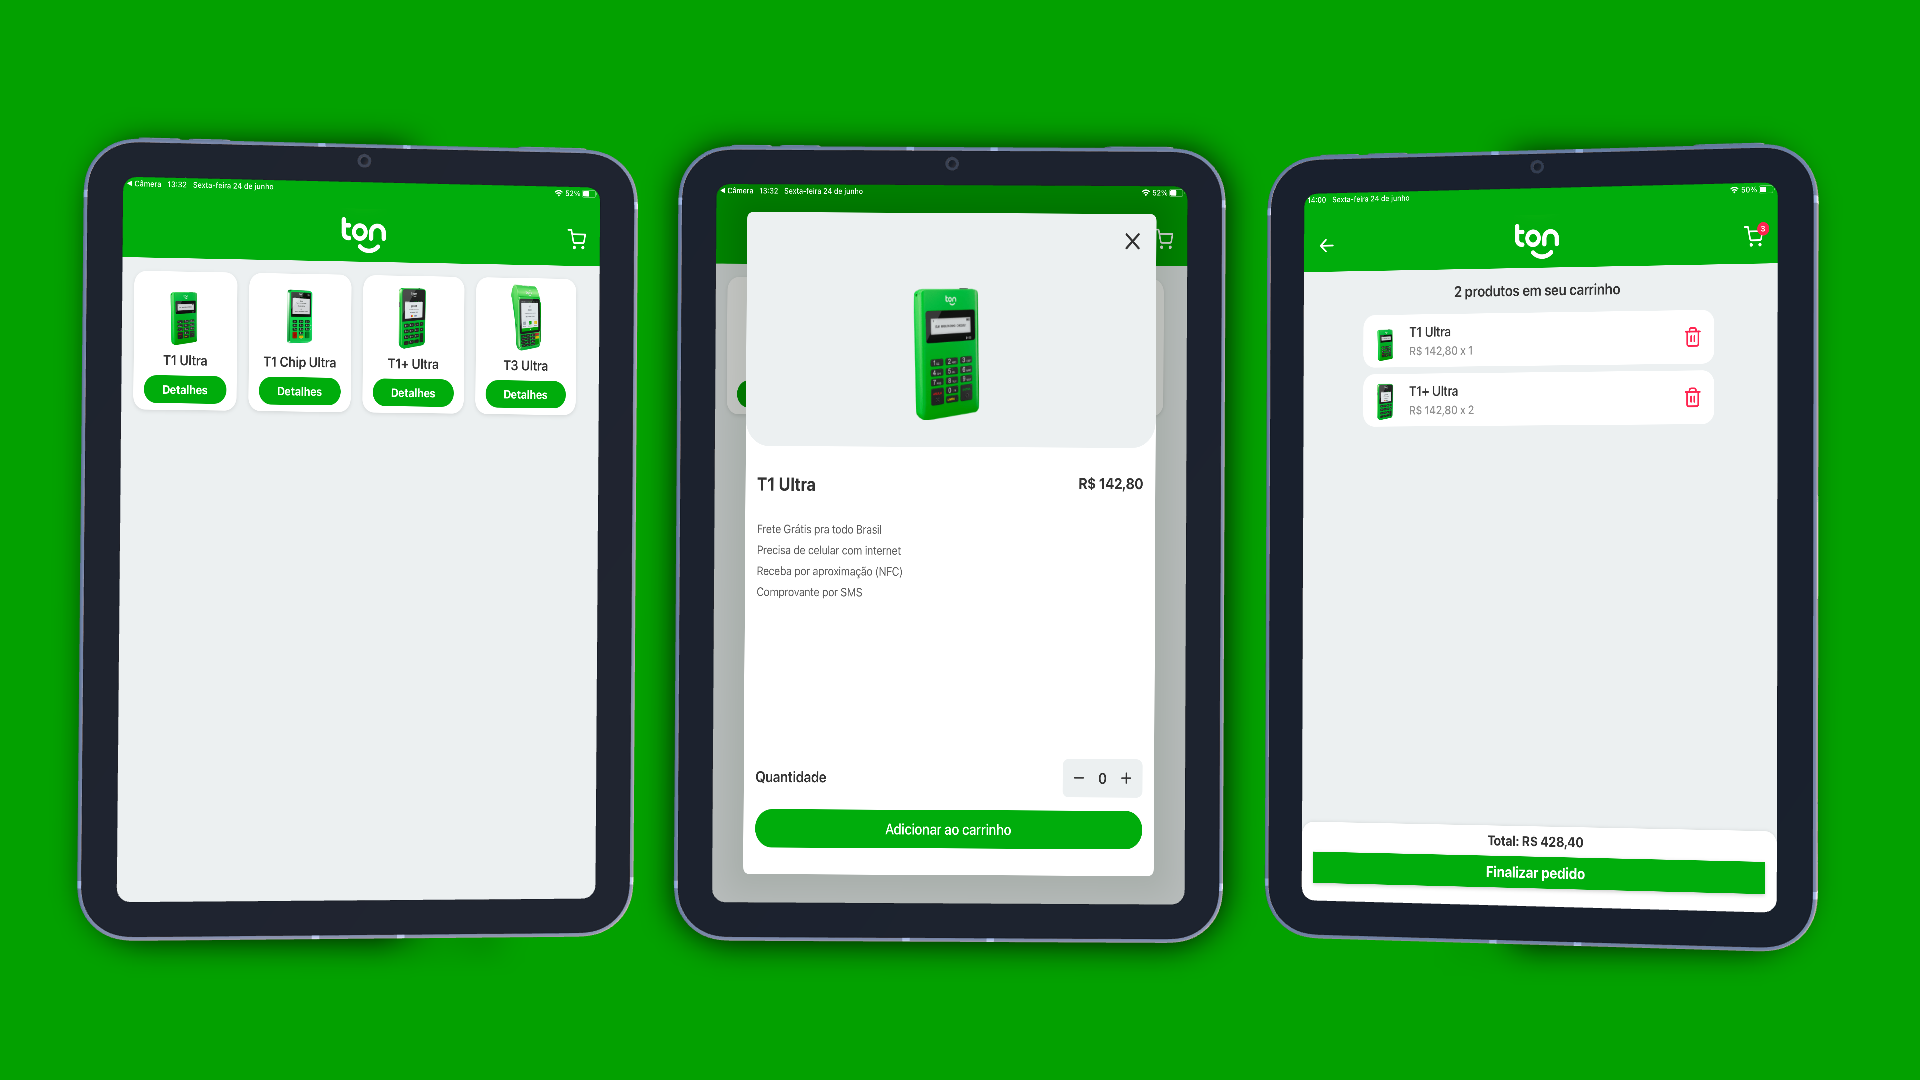 Câmera 13:32 Sexta-feira 24 de junho
52%
ton
T1 Ultra
Detalhes
T1 Chip Ultra
Detalhes
T1+ Ultra
Detalhes
T3 Ultra
Detalhes
Câmera 13:32 Sexta-feira 24 de junho
52%
ton
T1 Ultra
R$ 142,80
Frete Grátis pra todo Brasil
Precisa de celular com internet
Receba por aproximação (NFC)
Comprovante por SMS
Quantidade
0
Adicionar ao carrinho
14:00 Sexta-feira 24 de junho
50%
ton
3
2 produtos em seu carrinho
T1 Ultra
R$ 142,80 x 1
T1+ Ultra
R$ 142,80 x 2
Total: R$ 428,40
Finalizar pedido